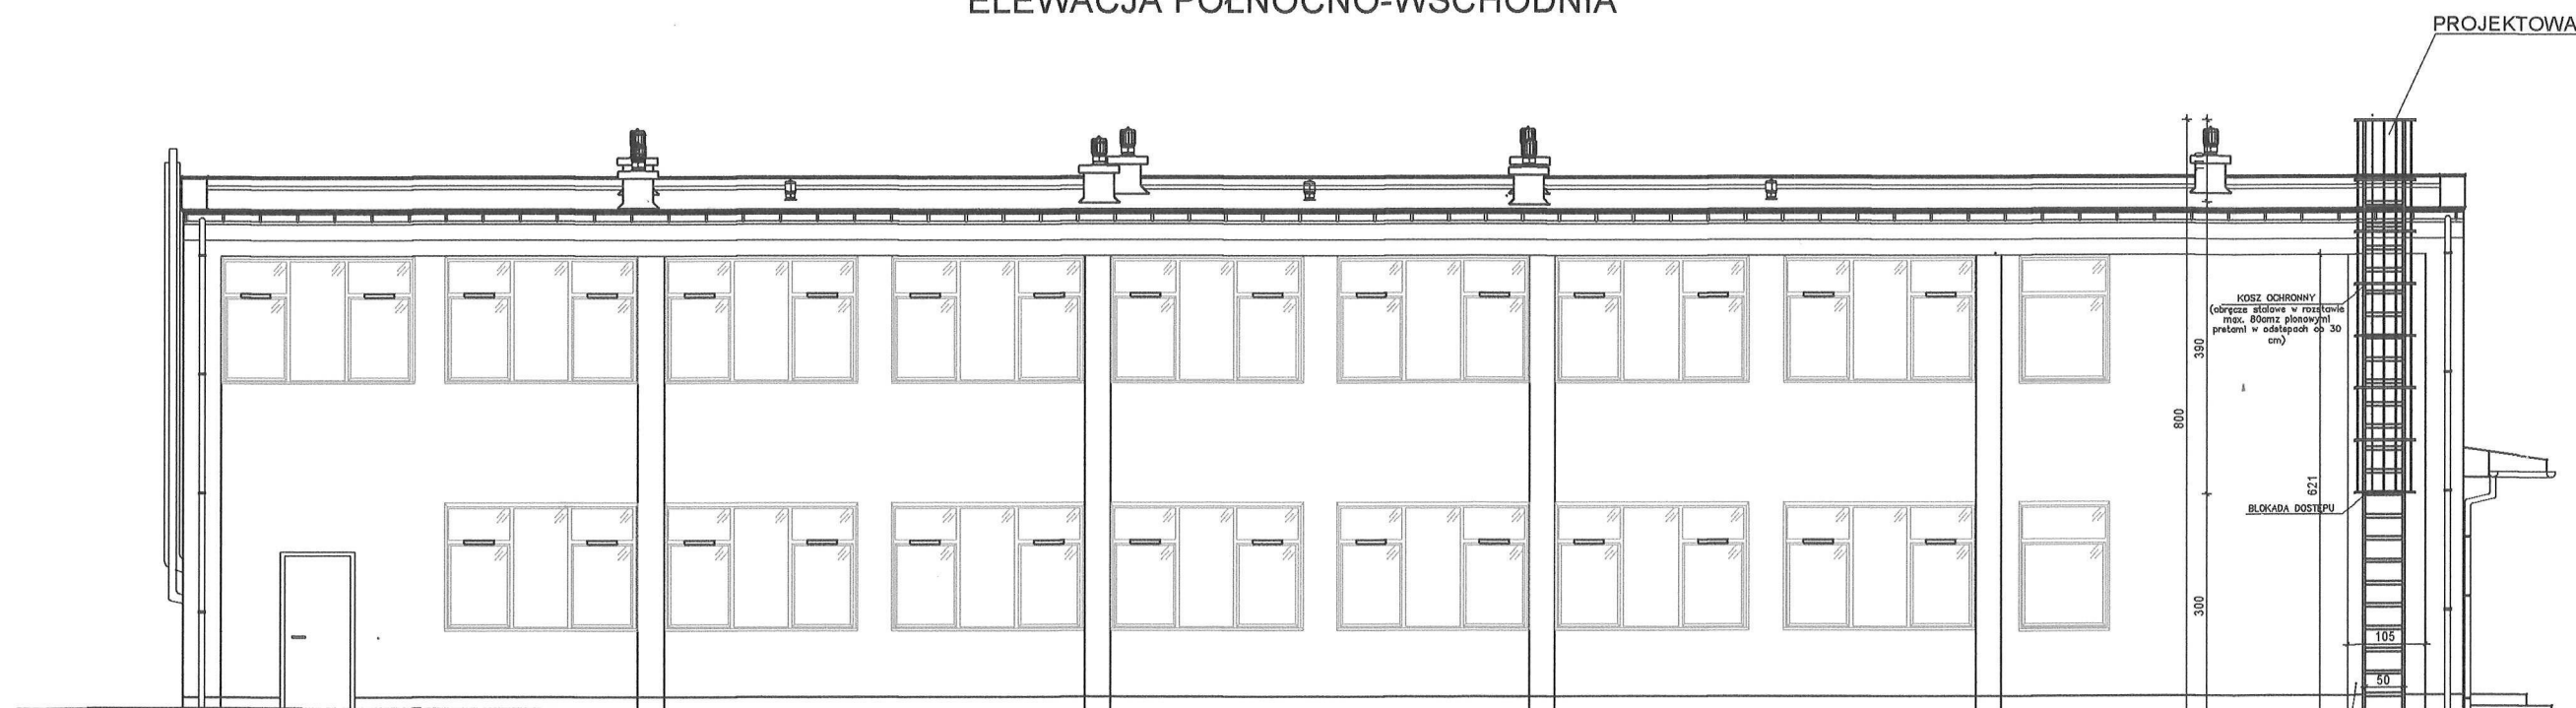 ELEWACJA PÓŁNOCNO-WSCHODNIA
PROJEKTOWA
KOSZ OCHRONNY
(obręcze stalowe w rozstawie
max. 80cmz pionowymi
prętami w odstępach co 30
cm)
390
800
621
BLOKADA DOSTĘPU
300
105
50